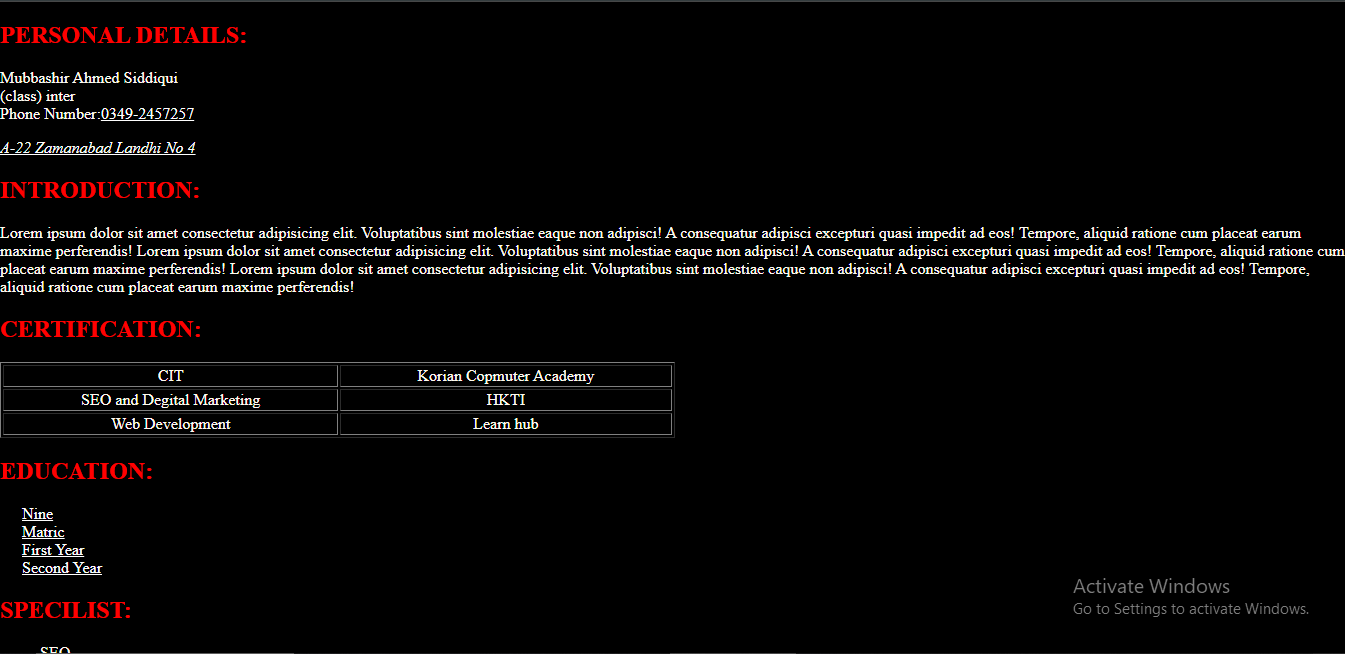 PERSONAL DETAILS:
Mubbashir Ahmed Siddiqui
(class) inter
Phone Number:0349-2457257
A-22 Zamanabad Landhi No 4
INTRODUCTION:
Lorem ipsum dolor sit amet consectetur adipisicing elit. Voluptatibus sint molestiae eaque non adipisci! A consequatur adipisci excepturi quasi impedit ad eos! Tempore, aliquid ratione cum placeat earum
maxime perferendis! Lorem ipsum dolor sit amet consectetur adipisicing elit. Voluptatibus sint molestiae eaque non adipisci! A consequatur adipisci excepturi quasi impedit ad eos! Tempore, aliquid ratione cum
placeat earum maxime perferendis! Lorem ipsum dolor sit amet consectetur adipisicing elit. Voluptatibus sint molestiae eaque non adipisci! A consequatur adipisci excepturi quasi impedit ad eos! Tempore,
aliquid ratione cum placeat earum maxime perferendis!
CERTIFICATION:
CIT Korian Copmuter Academy
SEO and Degital Marketing HKTI
Web Development Learn hub
EDUCATION:
Nine
Matric
First Year
Second Year
SPECILIST:
SEO
Activate Windows
Go to Settings to activate Windows.